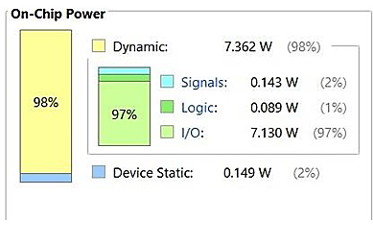 On-Chip Power
98%
Dynamic: 7.362 W (98%)
97%
Signals: 0.143 W (2%)
Logic: 0.089 W (1%)
I/O: 7.130 W (97%)
Device Static: 0.149 W (2%)